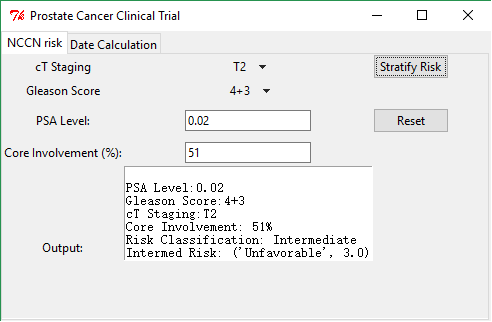 Prostate Cancer Clinical Trial
NCCN risk Date Calculation
cT Staging T2 Stratify Risk
Gleason Score 4+3
PSA Level: 0.02 Reset
Core Involvement (%): 51
PSA Level:0.02
Gleason Score:4+3
cT Staging:T2
Core Involvement: 51%
Risk Classification: Intermediate
Output: Intermed Risk: ('Unfavorable', 3.0)